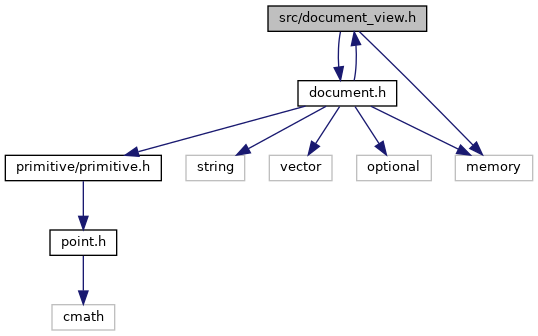 src/document_view.h
document.h
primitive/primitive.h
string
vector
optional
memory
point.h
cmath